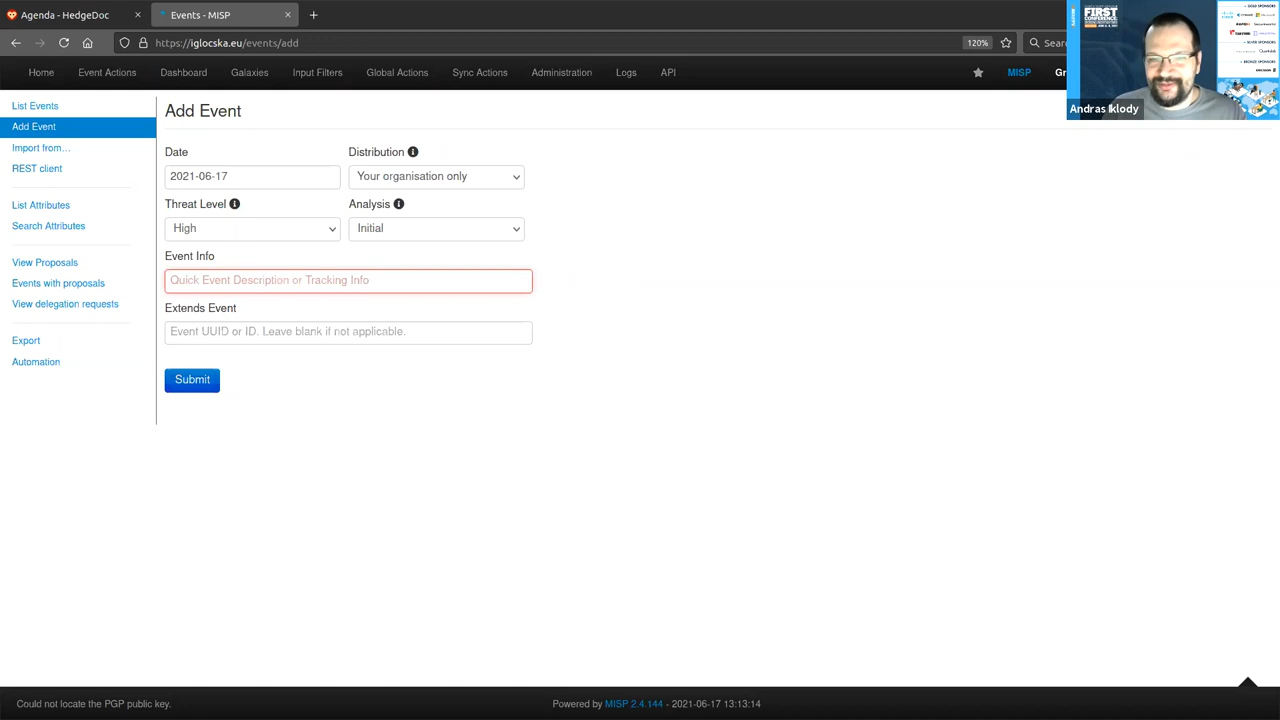 Agenda - HedgeDoc
Events - MISP
https://iglocska.eu/events/add
120%
Sear
Home
Event Actions
Dashboard
Galaxies
Input Filters
Global Actions
Sync Actions
Administration
Logs
API
MISP
Gr
FIRST
CONFERENCE
Andras Iklody
List Events
Add Event
Import from…
REST client
List Attributes
Search Attributes
View Proposals
Events with proposals
View delegation requests
Export
Automation
Add Event
Date
Distribution
2021-06-17
Your organisation only
Threat Level
Analysis
High
Initial
Event Info
Quick Event Description or Tracking Info
Extends Event
Event UUID or ID. Leave blank if not applicable.
Submit
Could not locate the PGP public key.
Powered by MISP 2.4.144 - 2021-06-17 13:13:14